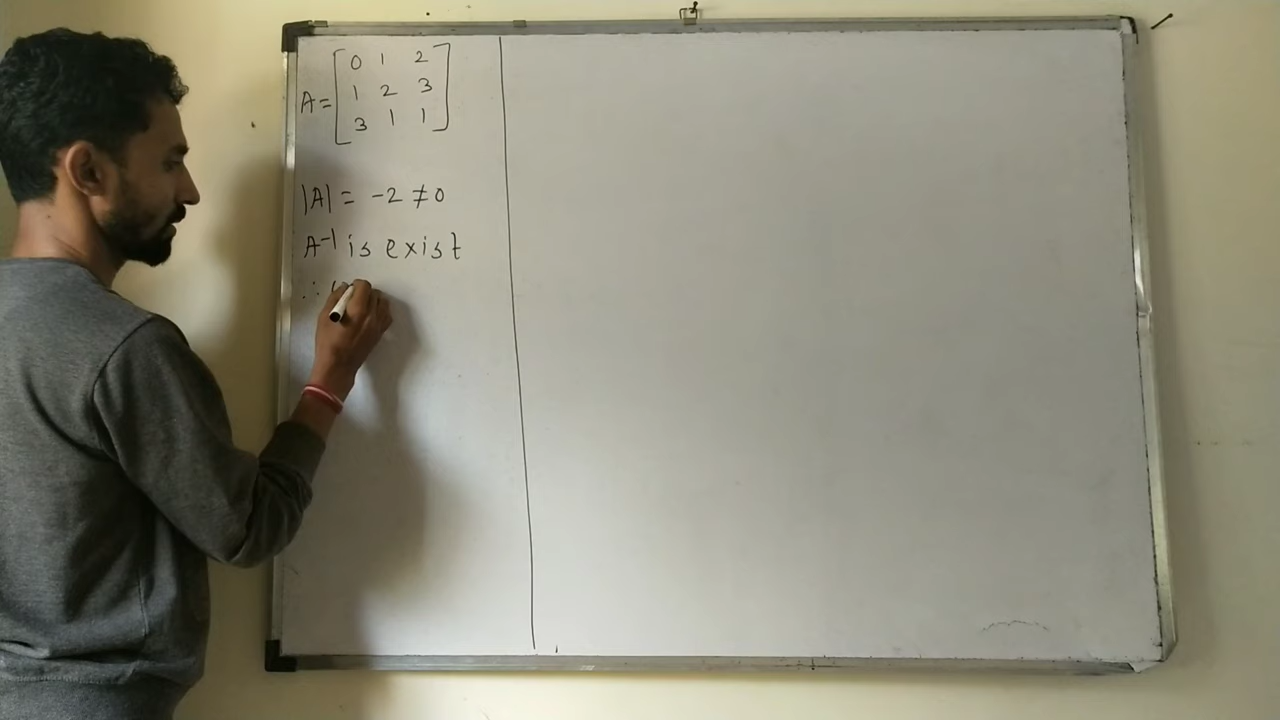 0 1 2
A = 1 2 3
3 1 1
|A| = -2 ≠ 0
A⁻¹ is exist
∴